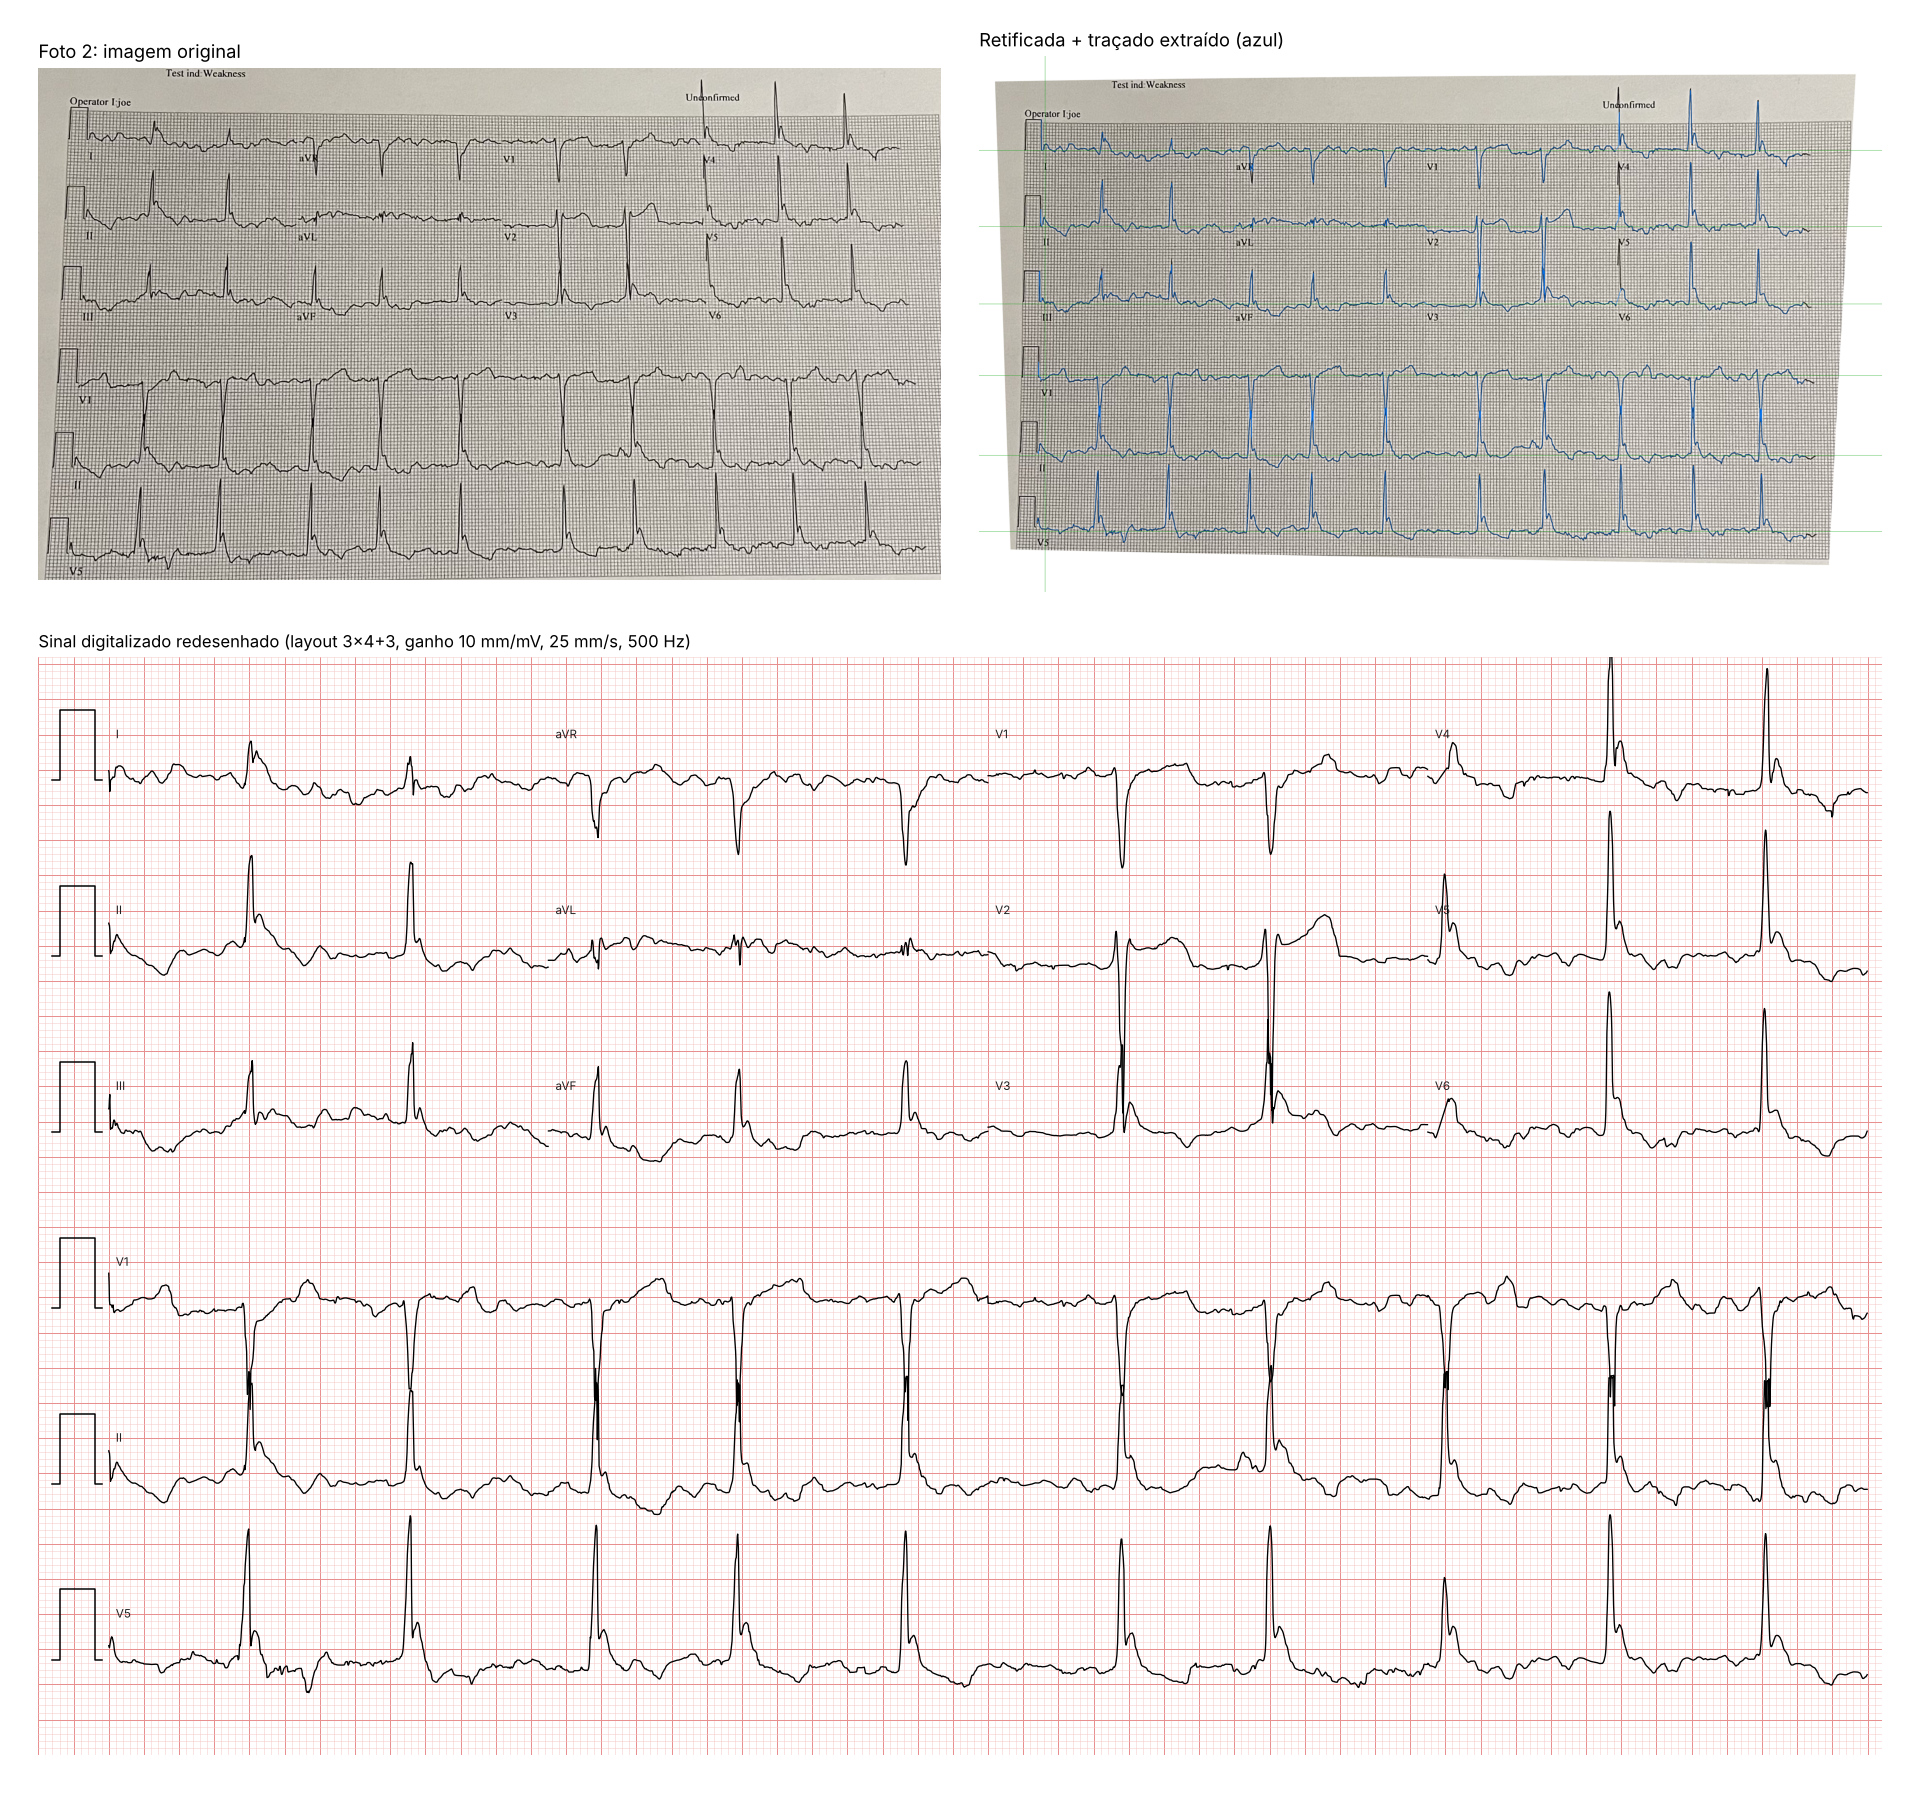 Foto 2: imagem original
Test ind:Weakness
Operator I:joe
Unconfirmed
I aVR V1 V4
II aVL V2 V5
III aVF V3 V6
V1
II
V5
Retificada + traçado extraído (azul)
Test ind:Weakness
Operator I:joe
Unconfirmed
I aVR V1 V4
II aVL V2 V5
III aVF V3 V6
V1
II
V5
Sinal digitalizado redesenhado (layout 3×4+3, ganho 10 mm/mV, 25 mm/s, 500 Hz)
I aVR V1 V4
II aVL V2 V5
III aVF V3 V6
V1
II
V5